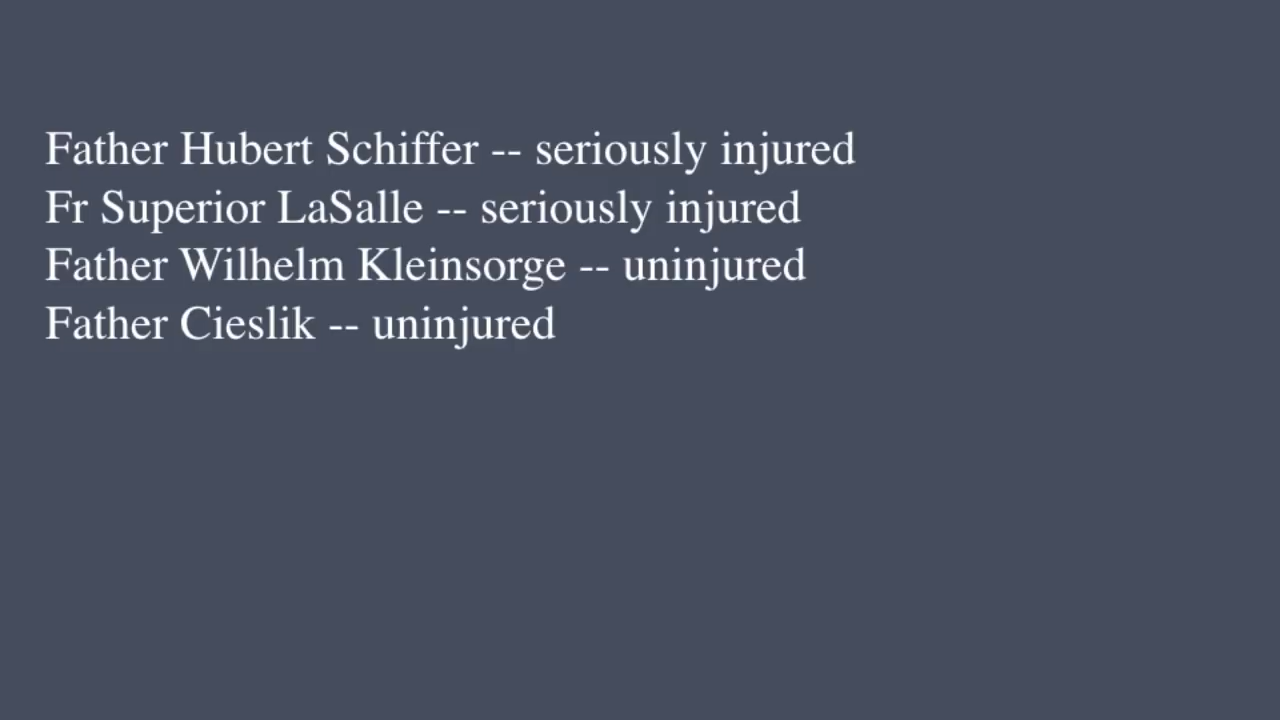 Father Hubert Schiffer -- seriously injured
Fr Superior LaSalle -- seriously injured
Father Wilhelm Kleinsorge -- uninjured
Father Cieslik -- uninjured